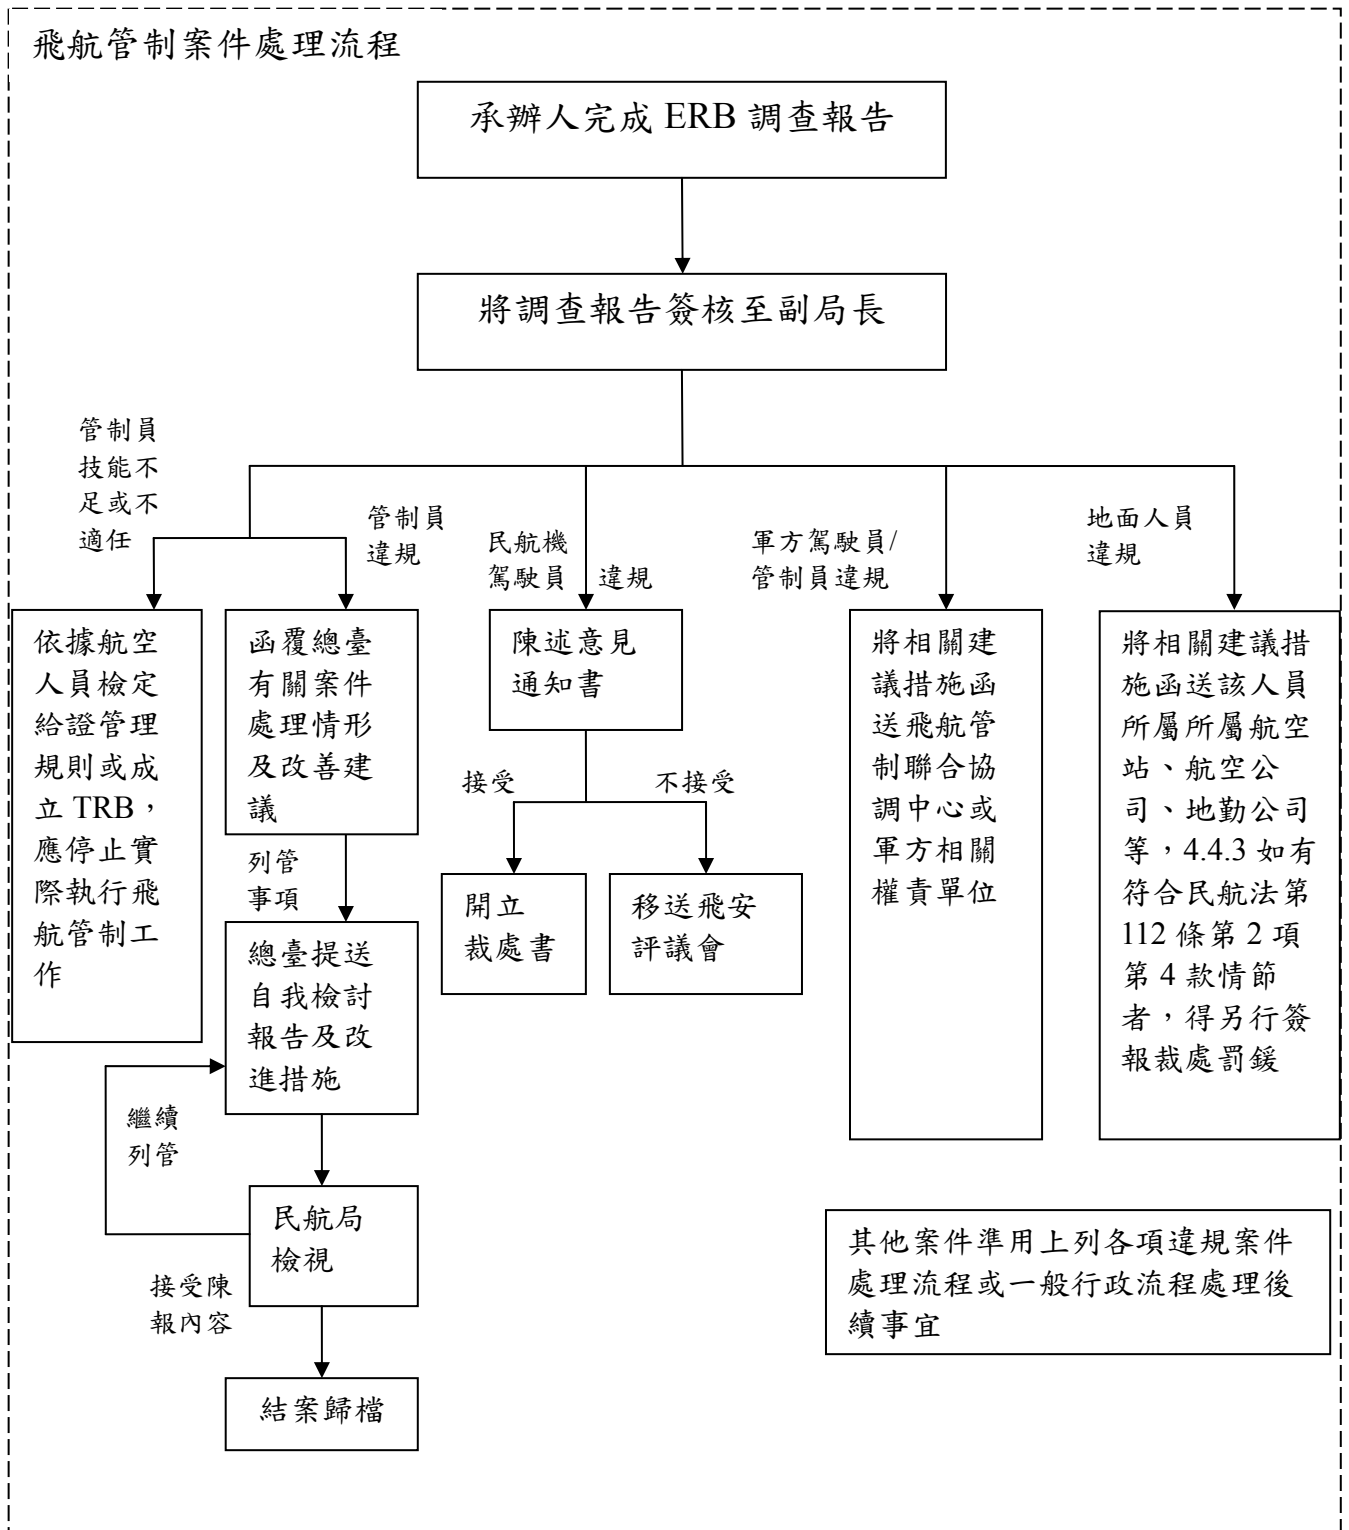 飛航管制案件處理流程
承辦人完成 ERB 調查報告
將調查報告簽核至副局長
管制員
技能不
足或不
適任
管制員
違規
民航機
駕駛員
違規
軍方駕駛員/
管制員違規
地面人員
違規
依據航空
人員檢定
給證管理
規則或成
立 TRB，
應停止實
際執行飛
航管制工
作
函覆總臺
有關案件
處理情形
及改善建
議
陳述意見
通知書
將相關建
議措施函
送飛航管
制聯合協
調中心或
軍方相關
權責單位
將相關建議措
施函送該人員
所屬所屬航空
站、航空公
司、地勤公司
等，4.4.3 如有
符合民航法第
112 條第 2 項
第 4 款情節
者，得另行簽
報裁處罰鍰
接受
不接受
列管
事項
開立
裁處書
移送飛安
評議會
總臺提送
自我檢討
報告及改
進措施
繼續
列管
民航局
檢視
接受陳
報內容
結案歸檔
其他案件準用上列各項違規案件
處理流程或一般行政流程處理後
續事宜